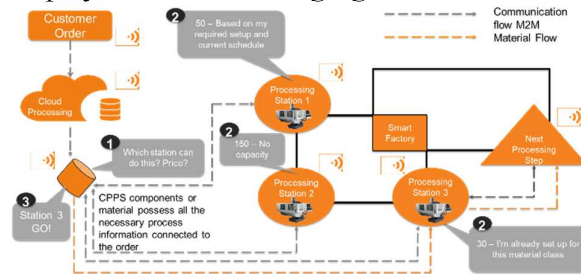 Customer
Order
2
50 – Based on my
required setup and
current schedule
Communication
flow M2M
Material Flow
Cloud
Processing
Processing
Station 1
1
Which station can
do this? Price?
2
150 – No
capacity
Smart
Factory
Next
Processing
Step
3
Station 3
GO!
CPPS components or
material possess all the
necessary process
information connected to
the order
Processing
Station 2
Processing
Station 3
2
30 – I'm already set up for
this material class